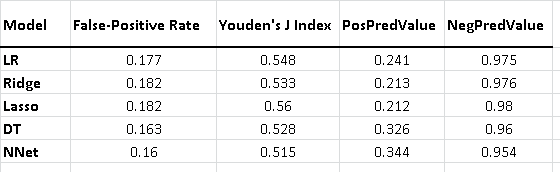 Model False-Positive Rate Youden's J Index PosPredValue NegPredValue
LR 0.177 0.548 0.241 0.975
Ridge 0.182 0.533 0.213 0.976
Lasso 0.182 0.56 0.212 0.98
DT 0.163 0.528 0.326 0.96
NNet 0.16 0.515 0.344 0.954